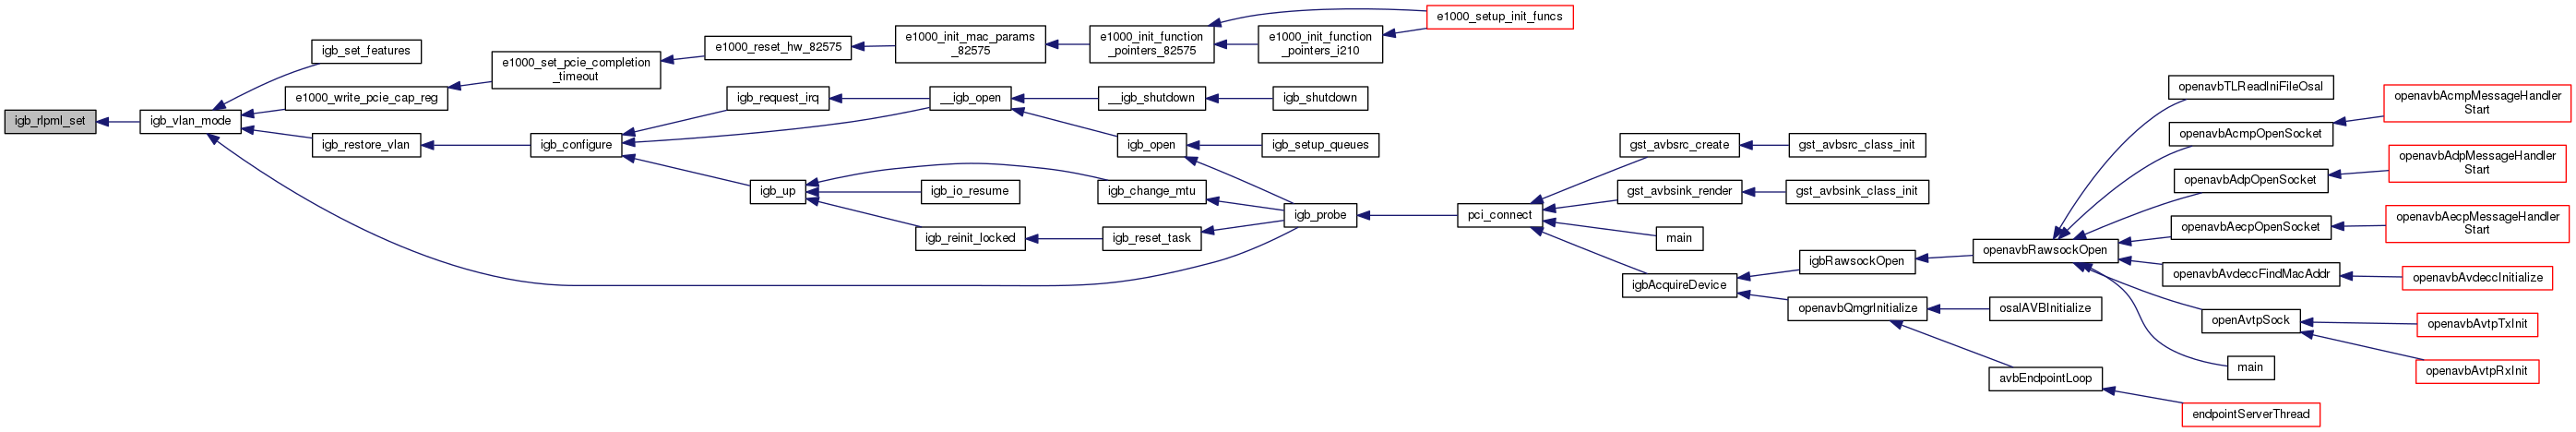 igb_rlpml_set
igb_vlan_mode
igb_set_features
e1000_write_pcie_cap_reg
igb_restore_vlan
e1000_set_pcie_completion
_timeout
e1000_reset_hw_82575
e1000_init_mac_params
_82575
e1000_init_function
_pointers_82575
e1000_init_function
_pointers_i210
e1000_setup_init_funcs
igb_configure
igb_request_irq
igb_up
__igb_open
__igb_shutdown
igb_shutdown
igb_open
igb_setup_queues
igb_io_resume
igb_change_mtu
igb_reinit_locked
igb_reset_task
igb_probe
pci_connect
gst_avbsrc_create
gst_avbsrc_class_init
gst_avbsink_render
gst_avbsink_class_init
main
igbAcquireDevice
igbRawsockOpen
openavbQmgrInitialize
osalAVBInitialize
avbEndpointLoop
endpointServerThread
openavbRawsockOpen
openavbTLReadIniFileOsal
openavbAcmpOpenSocket
openavbAcmpMessageHandler
Start
openavbAdpOpenSocket
openavbAdpMessageHandler
Start
openavbAecpOpenSocket
openavbAecpMessageHandler
Start
openavbAvdeccFindMacAddr
openavbAvdeccInitialize
openAvtpSock
openavbAvtpTxInit
openavbAvtpRxInit
main